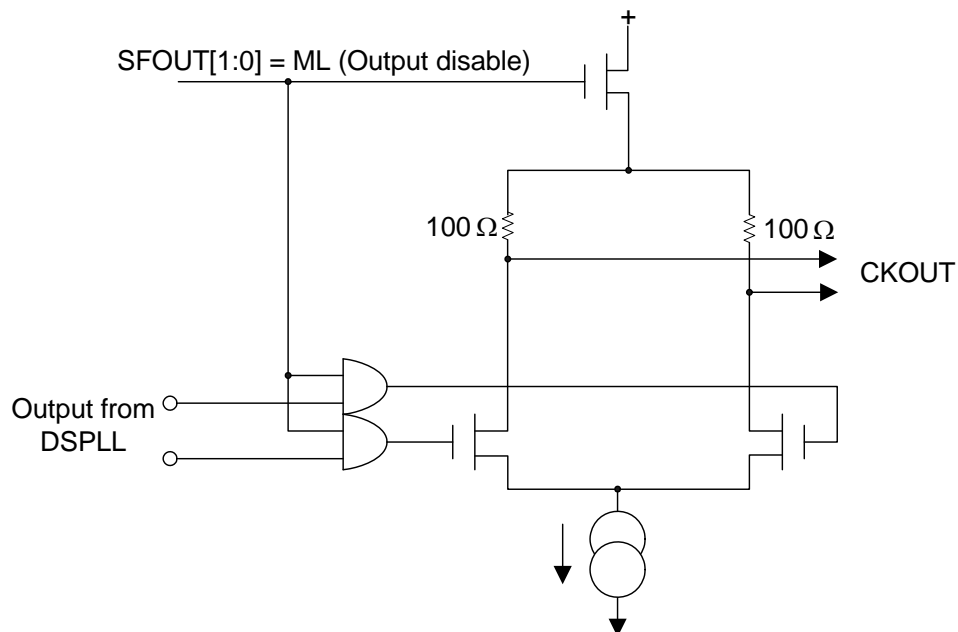 +
SFOUT[1:0] = ML (Output disable)
100 Ω
100 Ω
CKOUT
Output from
DSPLL